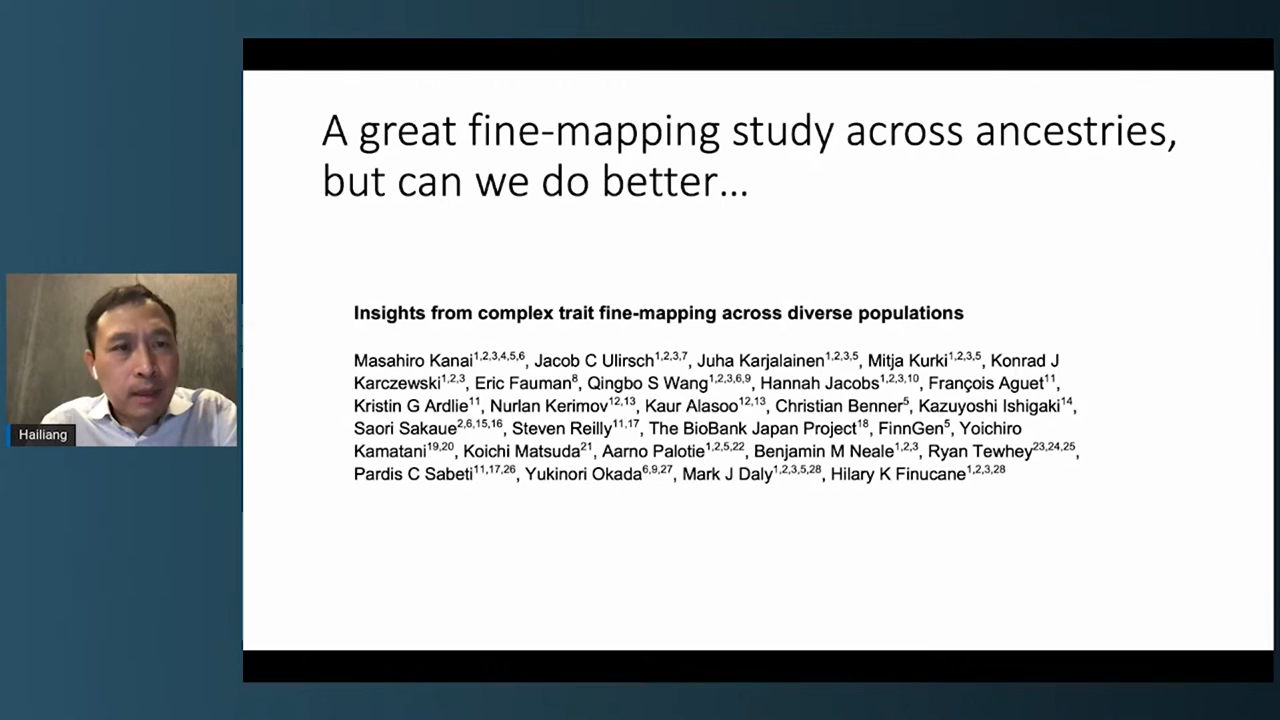 A great fine-mapping study across ancestries,
but can we do better...
Insights from complex trait fine-mapping across diverse populations
Masahiro Kanai1,2,3,4,5,6, Jacob C Ulirsch1,2,3,7, Juha Karjalainen1,2,3,5, Mitja Kurki1,2,3,5, Konrad J
Karczewski1,2,3, Eric Fauman8, Qingbo S Wang1,2,3,6,9, Hannah Jacobs1,2,3,10, François Aguet11,
Kristin G Ardlie11, Nurlan Kerimov12,13, Kaur Alasoo12,13, Christian Benner5, Kazuyoshi Ishigaki14,
Saori Sakaue2,6,15,16, Steven Reilly11,17, The BioBank Japan Project18, FinnGen5, Yoichiro
Kamatani19,20, Koichi Matsuda21, Aarno Palotie1,2,5,22, Benjamin M Neale1,2,3, Ryan Tewhey23,24,25,
Pardis C Sabeti11,17,26, Yukinori Okada6,9,27, Mark J Daly1,2,3,5,28, Hilary K Finucane1,2,3,28
Hailiang